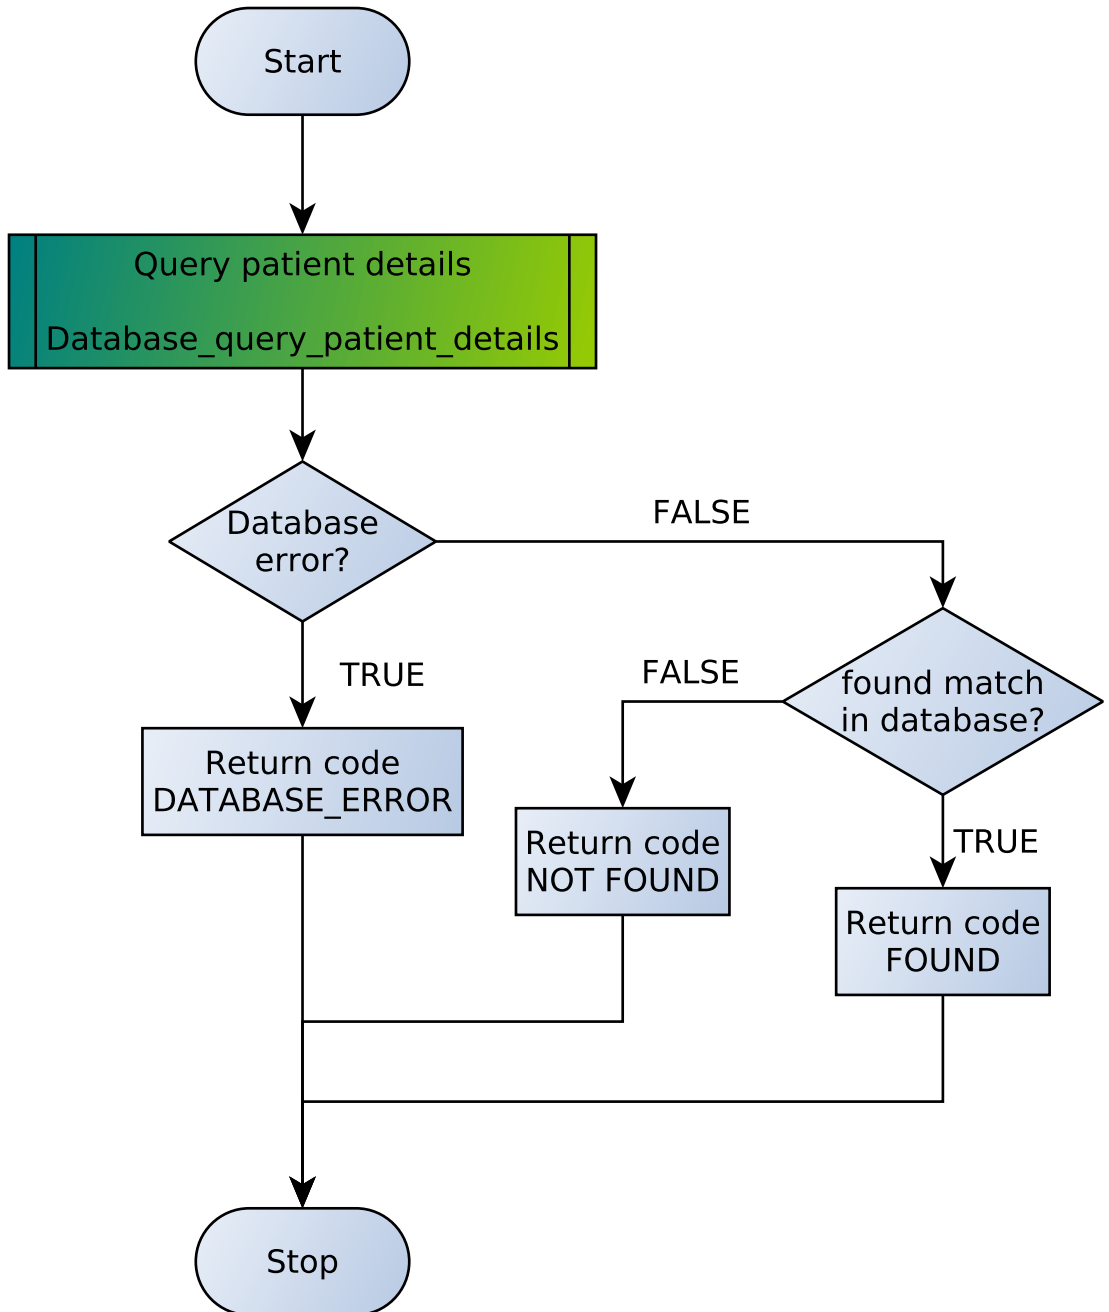 Start
Query patient details
Database_query_patient_details
Database
error?
FALSE
TRUE
FALSE
found match
in database?
Return code
DATABASE_ERROR
Return code
NOT FOUND
TRUE
Return code
FOUND
Stop